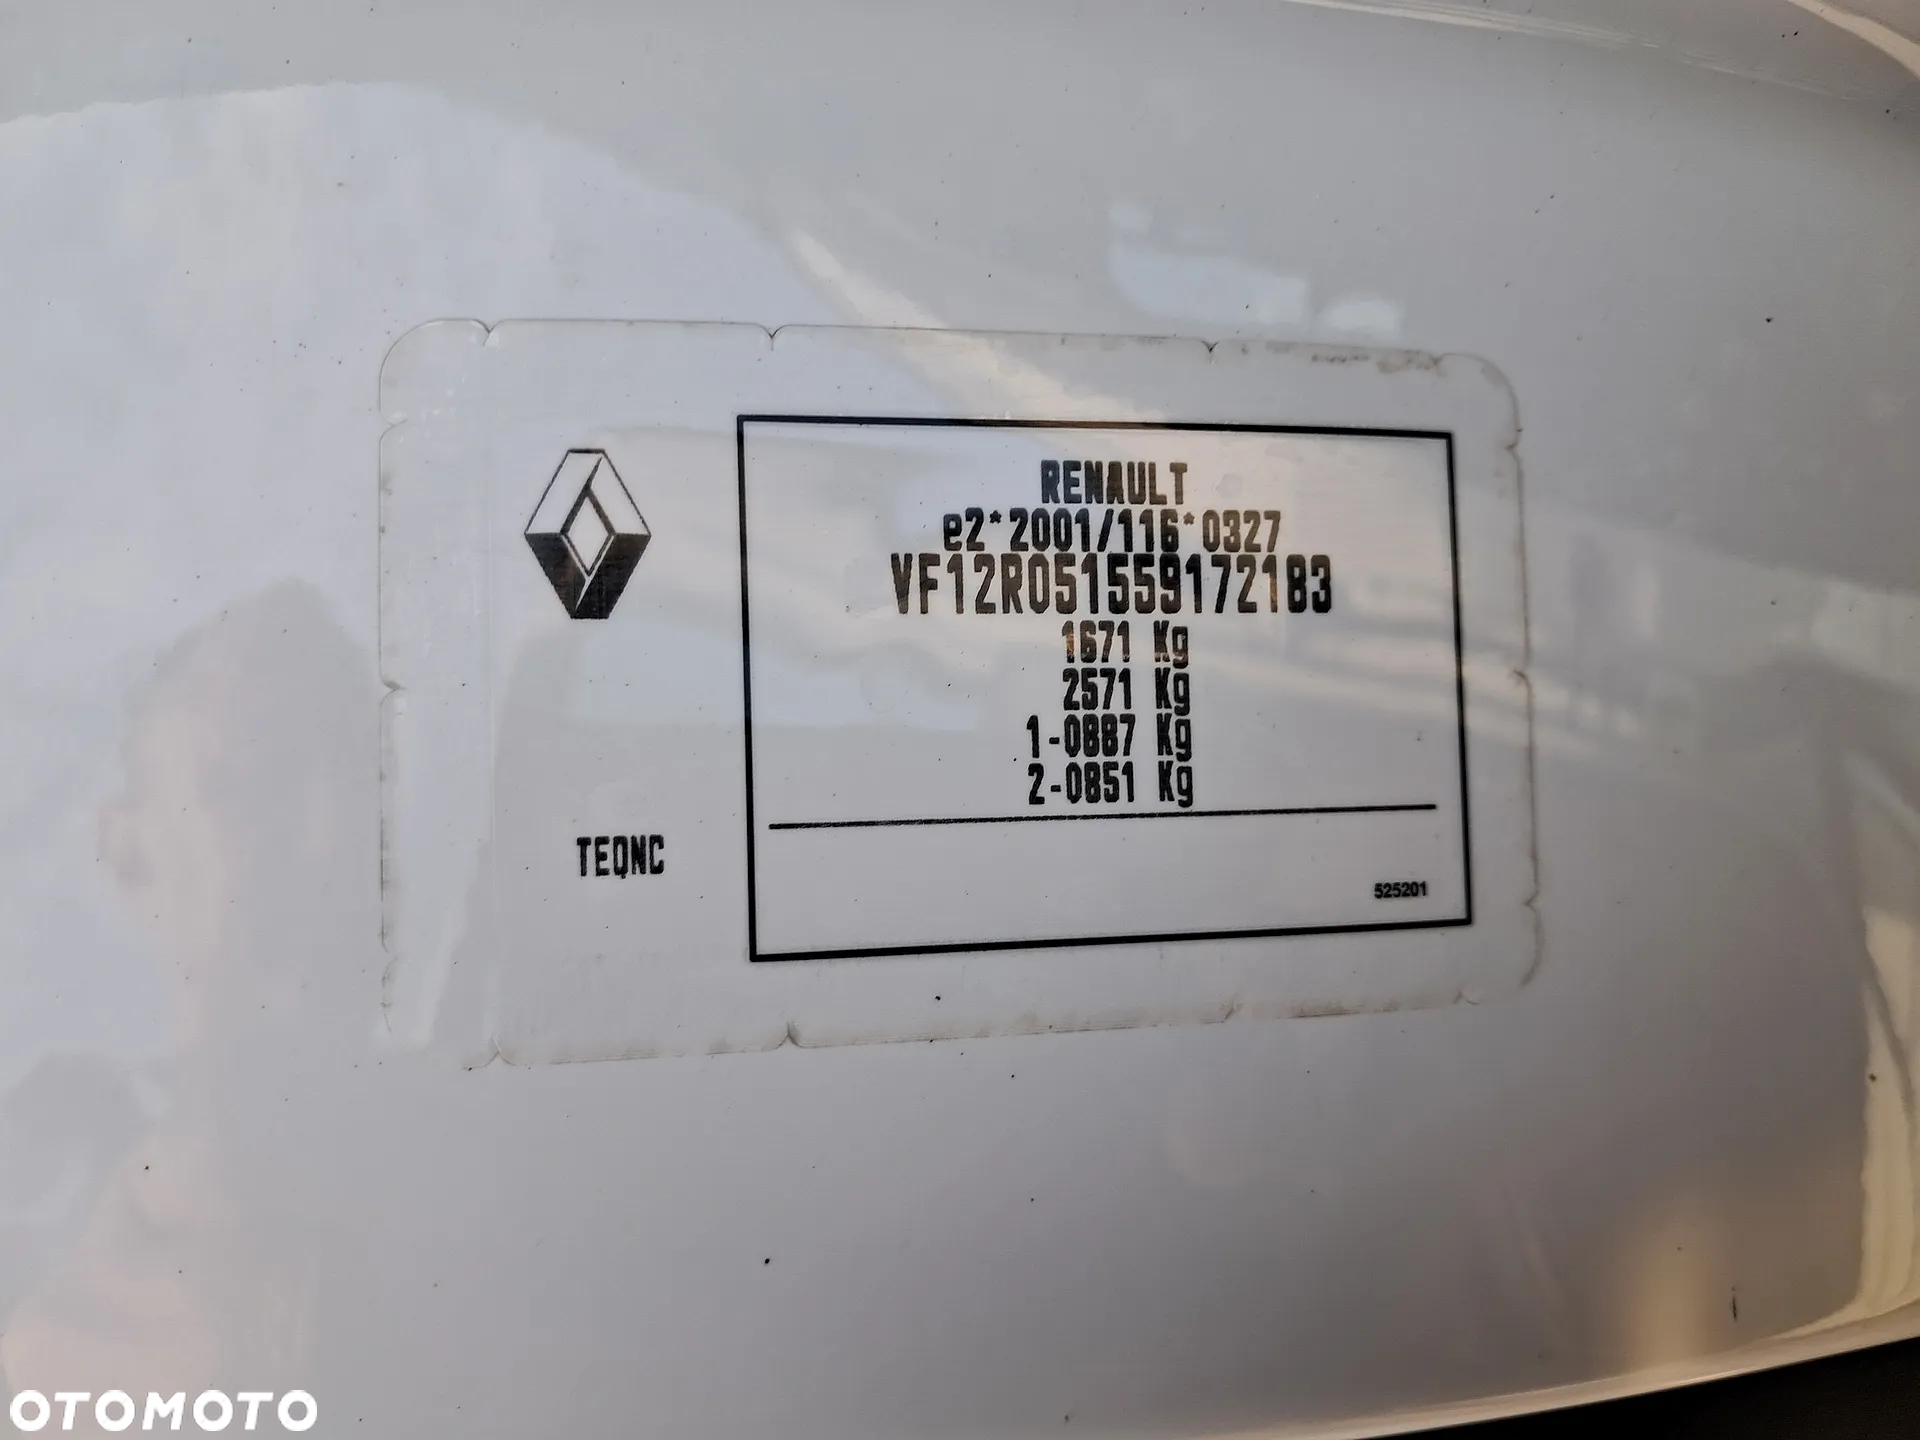 RENAULT
e2*2001/116*0327
VF12R051559172183
1671 Kg
2571 Kg
1-0887 Kg
2-0851 Kg
TEQNC
525201
OTOMOTO